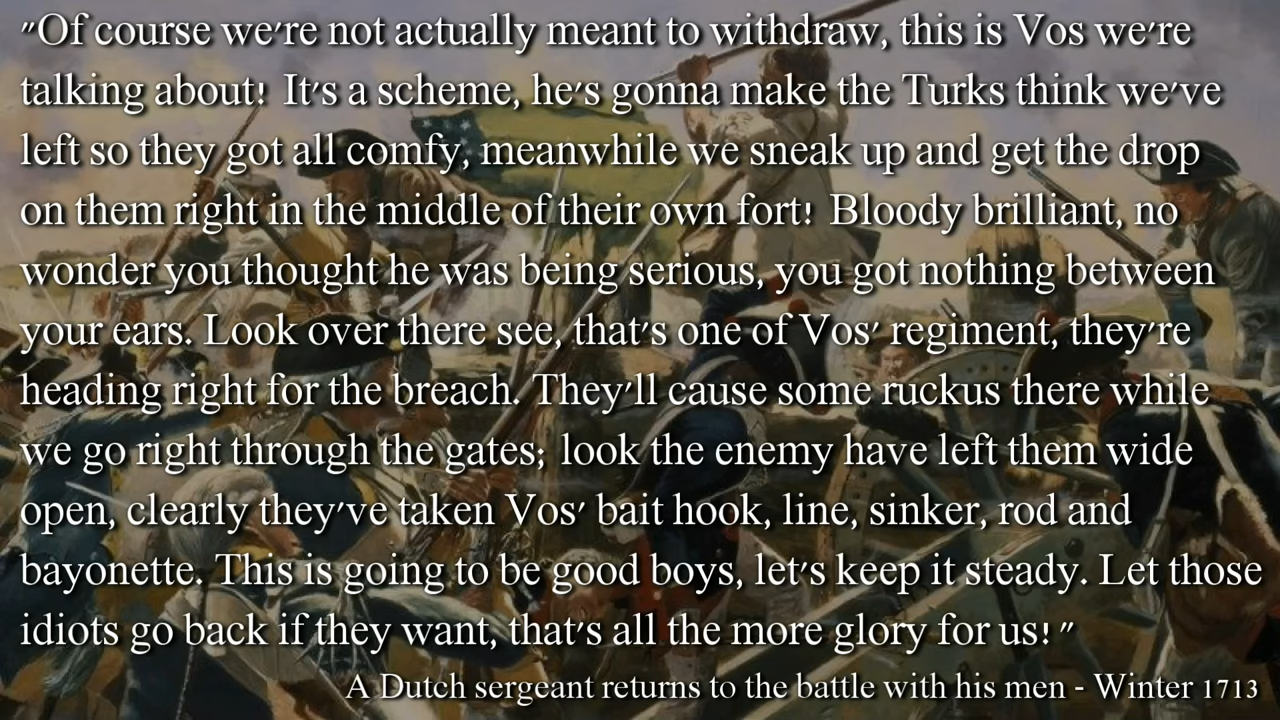 "Of course we're not actually meant to withdraw, this is Vos we're
talking about! It's a scheme, he's gonna make the Turks think we've
left so they got all comfy, meanwhile we sneak up and get the drop
on them right in the middle of their own fort! Bloody brilliant, no
wonder you thought he was being serious, you got nothing between
your ears. Look over there see, that's one of Vos' regiment, they're
heading right for the breach. They'll cause some ruckus there while
we go right through the gates; look the enemy have left them wide
open, clearly they've taken Vos' bait hook, line, sinker, rod and
bayonette. This is going to be good boys, let's keep it steady. Let those
idiots go back if they want, that's all the more glory for us! "
A Dutch sergeant returns to the battle with his men - Winter 1713